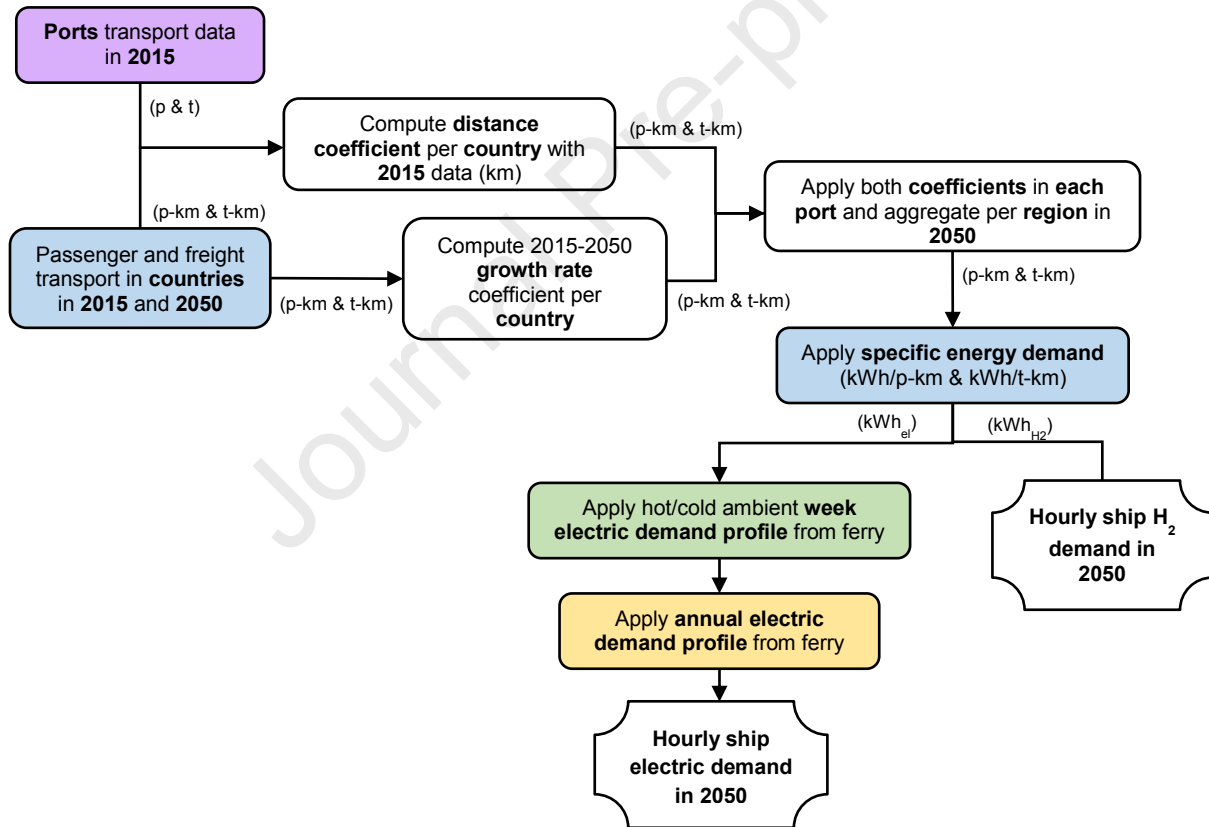 Ports transport data
in 2015
(p & t)
Compute distance
coefficient per country with
2015 data (km)
(p-km & t-km)
(p-km & t-km)
Passenger and freight
transport in countries
in 2015 and 2050
(p-km & t-km)
Compute 2015-2050
growth rate
coefficient per
country
(p-km & t-km)
Apply both coefficients in each
port and aggregate per region in
2050
(p-km & t-km)
Apply specific energy demand
(kWh/p-km & kWh/t-km)
(kWhel)
(kWhH2)
Apply hot/cold ambient week
electric demand profile from ferry
Hourly ship H2
demand in
2050
Apply annual electric
demand profile from ferry
Hourly ship
electric demand
in 2050
Journal Pre-p